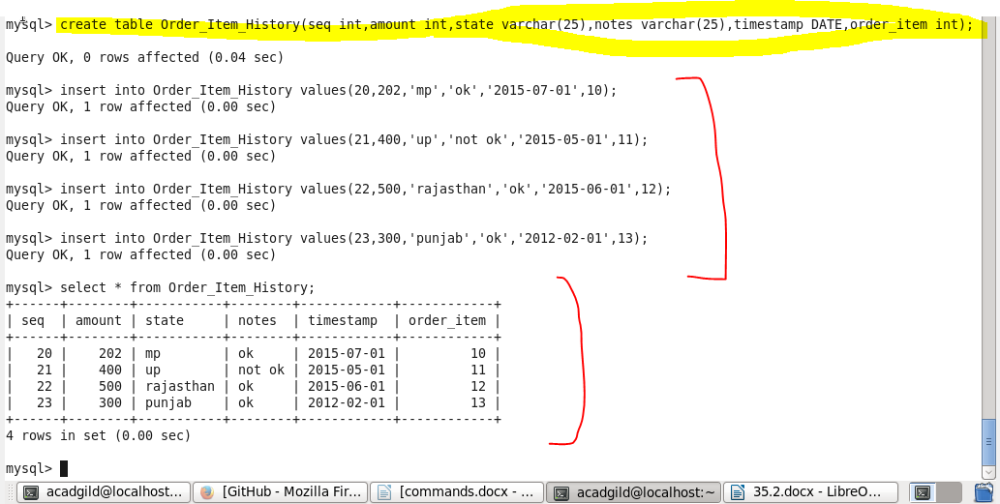 mysql> create table Order_Item_History(seq int,amount int,state varchar(25),notes varchar(25),timestamp DATE,order_item int);
Query OK, 0 rows affected (0.04 sec)
mysql> insert into Order_Item_History values(20,202,'mp','ok','2015-07-01',10);
Query OK, 1 row affected (0.00 sec)
mysql> insert into Order_Item_History values(21,400,'up','not ok','2015-05-01',11);
Query OK, 1 row affected (0.00 sec)
mysql> insert into Order_Item_History values(22,500,'rajasthan','ok','2015-06-01',12);
Query OK, 1 row affected (0.00 sec)
mysql> insert into Order_Item_History values(23,300,'punjab','ok','2012-02-01',13);
Query OK, 1 row affected (0.00 sec)
mysql> select * from Order_Item_History;
+------+--------+-----------+--------+------------+------------+
| seq  | amount | state     | notes  | timestamp  | order_item |
+------+--------+-----------+--------+------------+------------+
|   20 |    202 | mp        | ok     | 2015-07-01 |         10 |
|   21 |    400 | up        | not ok | 2015-05-01 |         11 |
|   22 |    500 | rajasthan | ok     | 2015-06-01 |         12 |
|   23 |    300 | punjab    | ok     | 2012-02-01 |         13 |
+------+--------+-----------+--------+------------+------------+
4 rows in set (0.00 sec)
mysql>
acadgild@localhost... [GitHub - Mozilla Fir... [commands.docx - ... acadgild@localhost:~ 35.2.docx - LibreO...